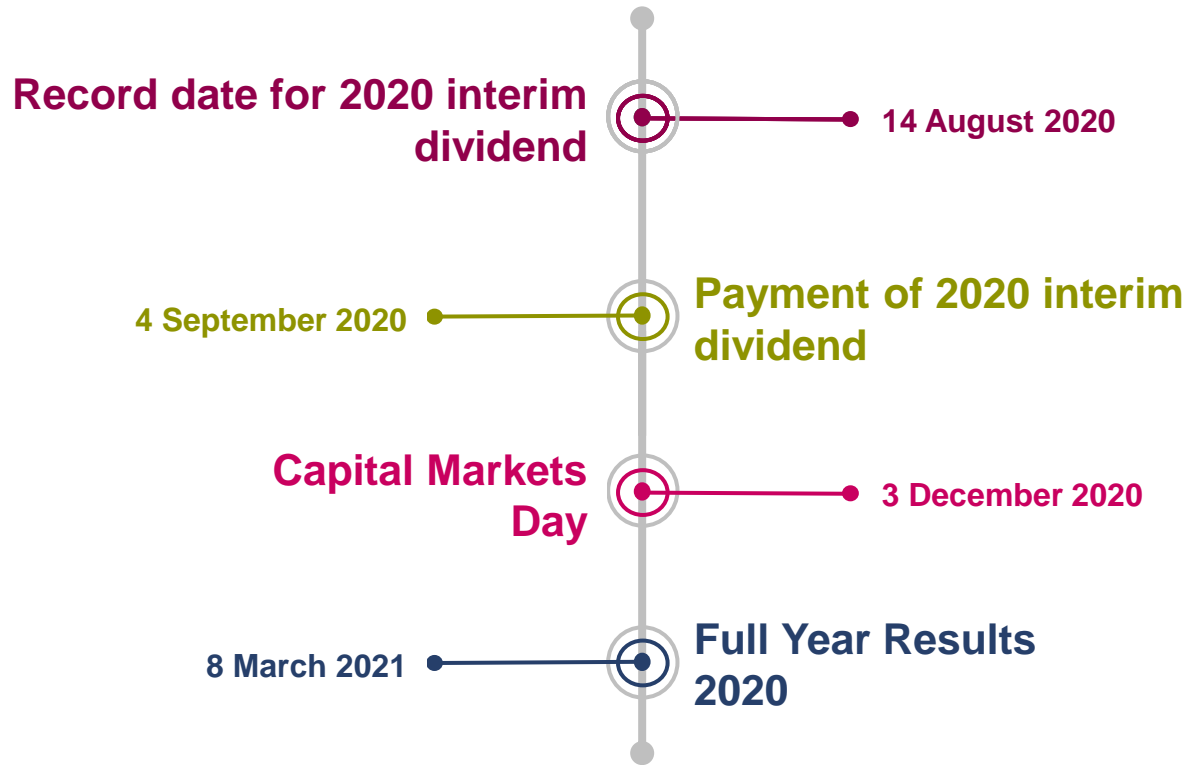 Record date for 2020 interim
dividend
14 August 2020
4 September 2020
Payment of 2020 interim
dividend
Capital Markets
Day
3 December 2020
8 March 2021
Full Year Results
2020